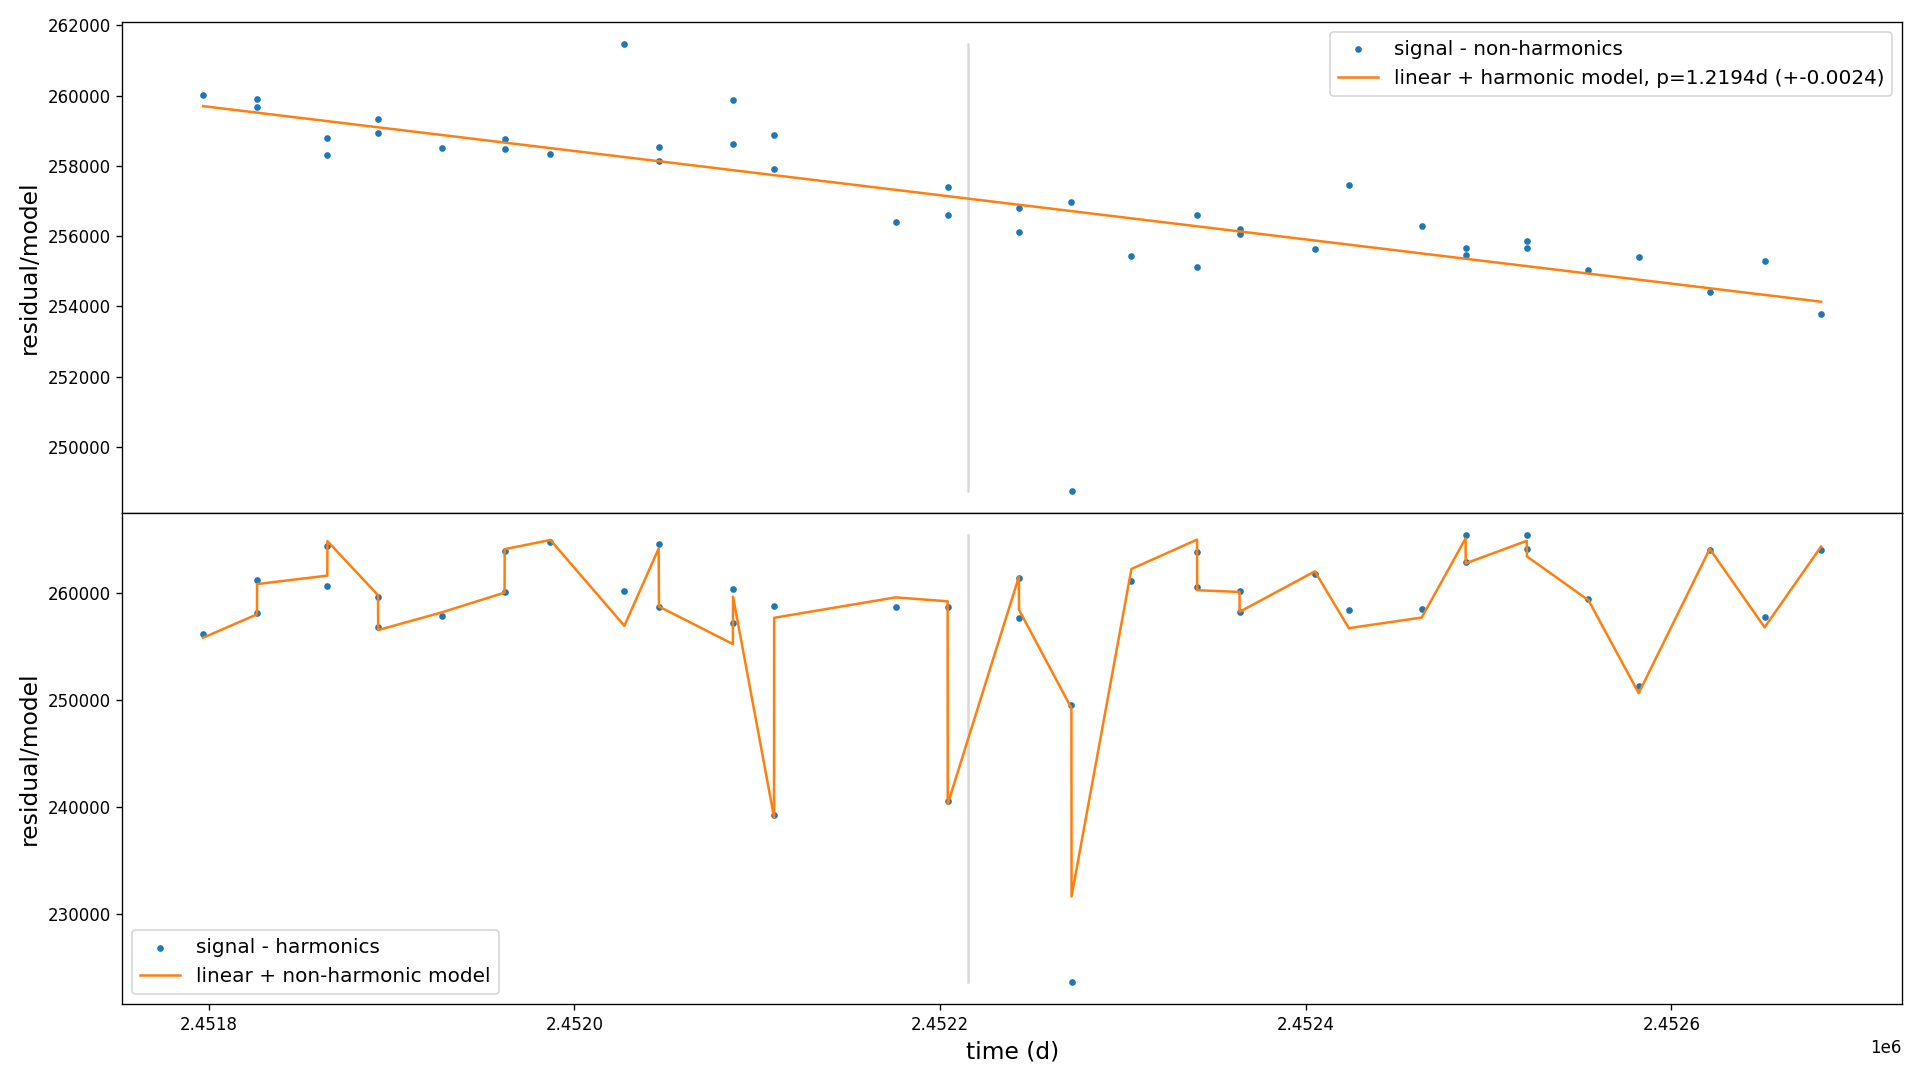 262000
260000
258000
256000
254000
252000
250000
residual/model
signal - non-harmonics
linear + harmonic model, p=1.2194d (+-0.0024)
260000
250000
240000
230000
residual/model
signal - harmonics
linear + non-harmonic model
2.4518 2.4520 2.4522 2.4524 2.4526
1e6
time (d)